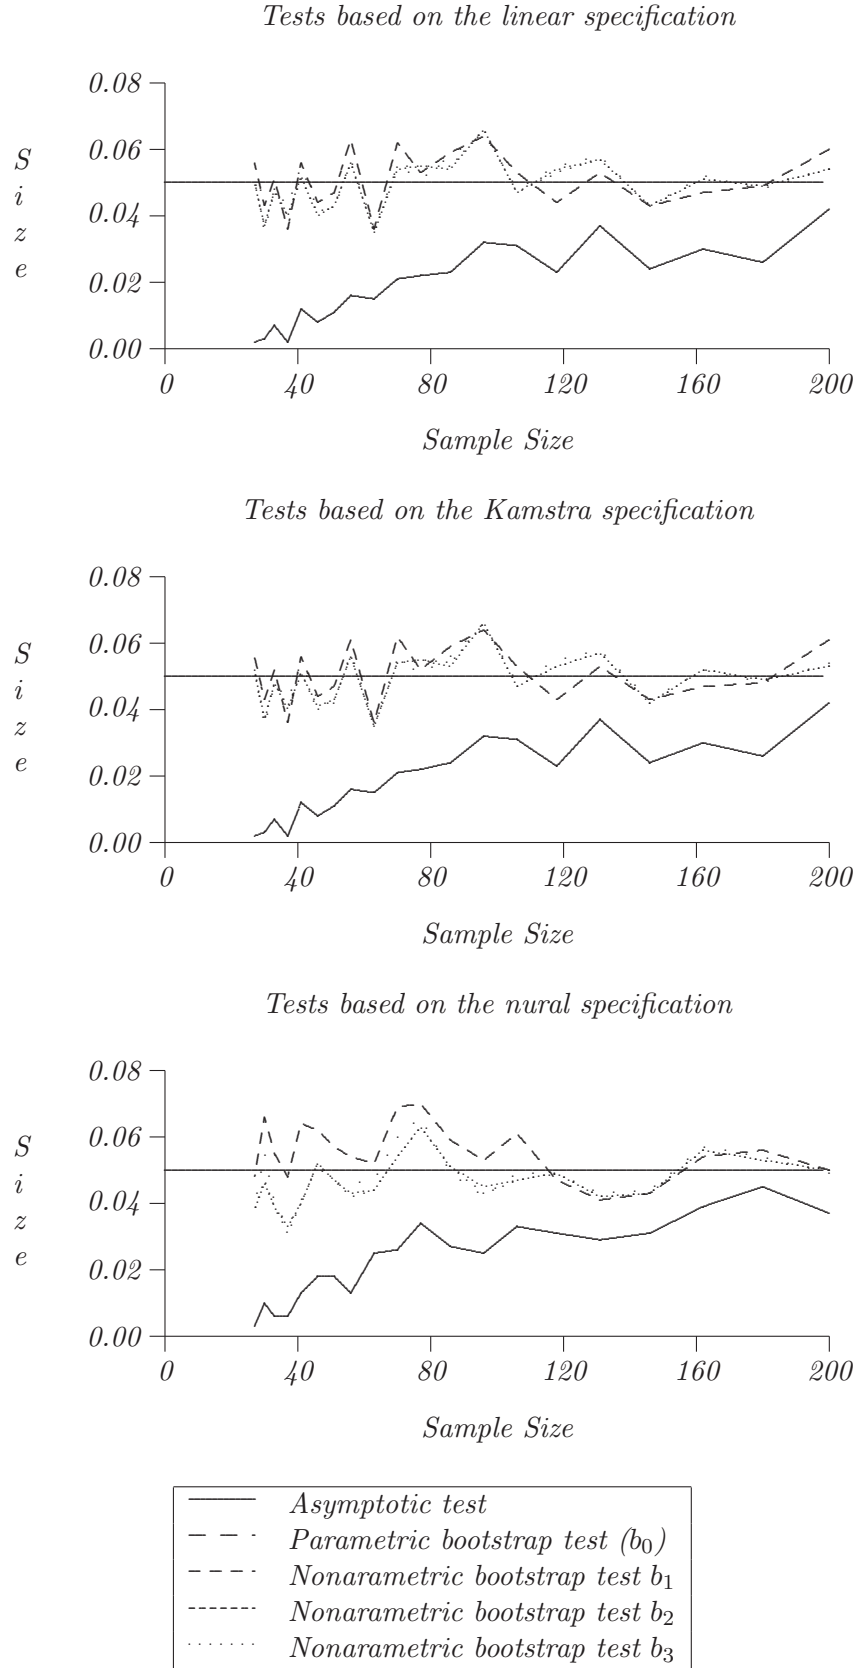 Tests based on the linear specification
0.08
0.06
0.04
0.02
0.00
S
i
z
e
0 40 80 120 160 200
Sample Size
Tests based on the Kamstra specification
0.08
0.06
0.04
0.02
0.00
S
i
z
e
0 40 80 120 160 200
Sample Size
Tests based on the nural specification
0.08
0.06
0.04
0.02
0.00
S
i
z
e
0 40 80 120 160 200
Sample Size
Asymptotic test
Parametric bootstrap test (b₀)
Nonarametric bootstrap test b₁
Nonarametric bootstrap test b₂
Nonarametric bootstrap test b₃